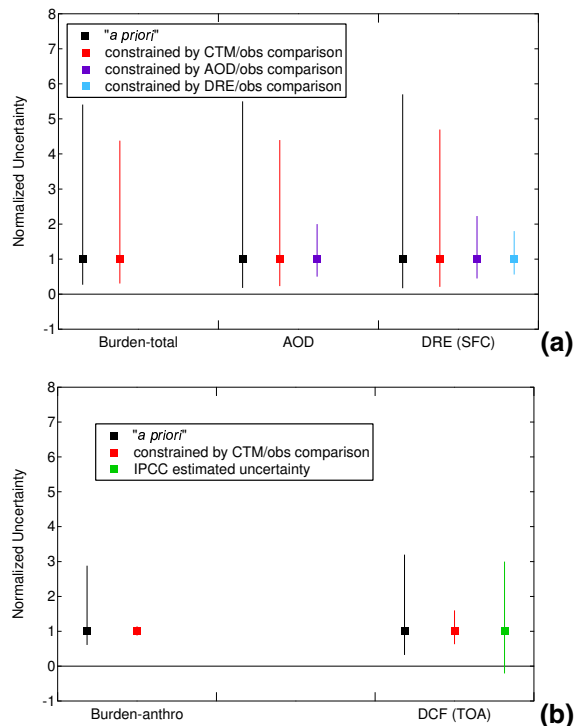 8
7
6
5
4
3
2
1
0
-1
Normalized Uncertainty
"a priori"
constrained by CTM/obs comparison
constrained by AOD/obs comparison
constrained by DRE/obs comparison
Burden-total
AOD
DRE (SFC)
(a)
8
7
6
5
4
3
2
1
0
-1
Normalized Uncertainty
"a priori"
constrained by CTM/obs comparison
IPCC estimated uncertainty
Burden-anthro
DCF (TOA)
(b)